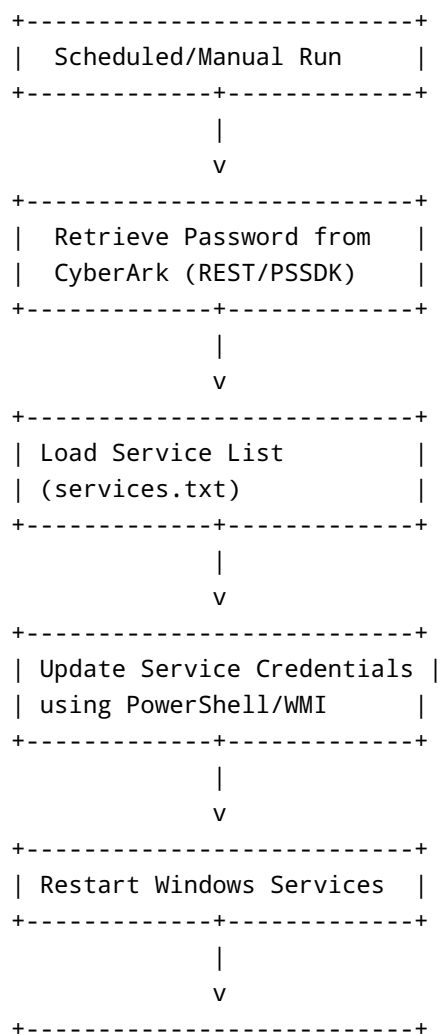 +---------------------------+
|  Scheduled/Manual Run     |
+-------------+-------------+
              |
              v
+---------------------------+
|  Retrieve Password from   |
|  CyberArk (REST/PSSDK)    |
+-------------+-------------+
              |
              v
+---------------------------+
| Load Service List         |
| (services.txt)            |
+-------------+-------------+
              |
              v
+---------------------------+
| Update Service Credentials |
| using PowerShell/WMI      |
+-------------+-------------+
              |
              v
+---------------------------+
| Restart Windows Services  |
+-------------+-------------+
              |
              v
+---------------------------+